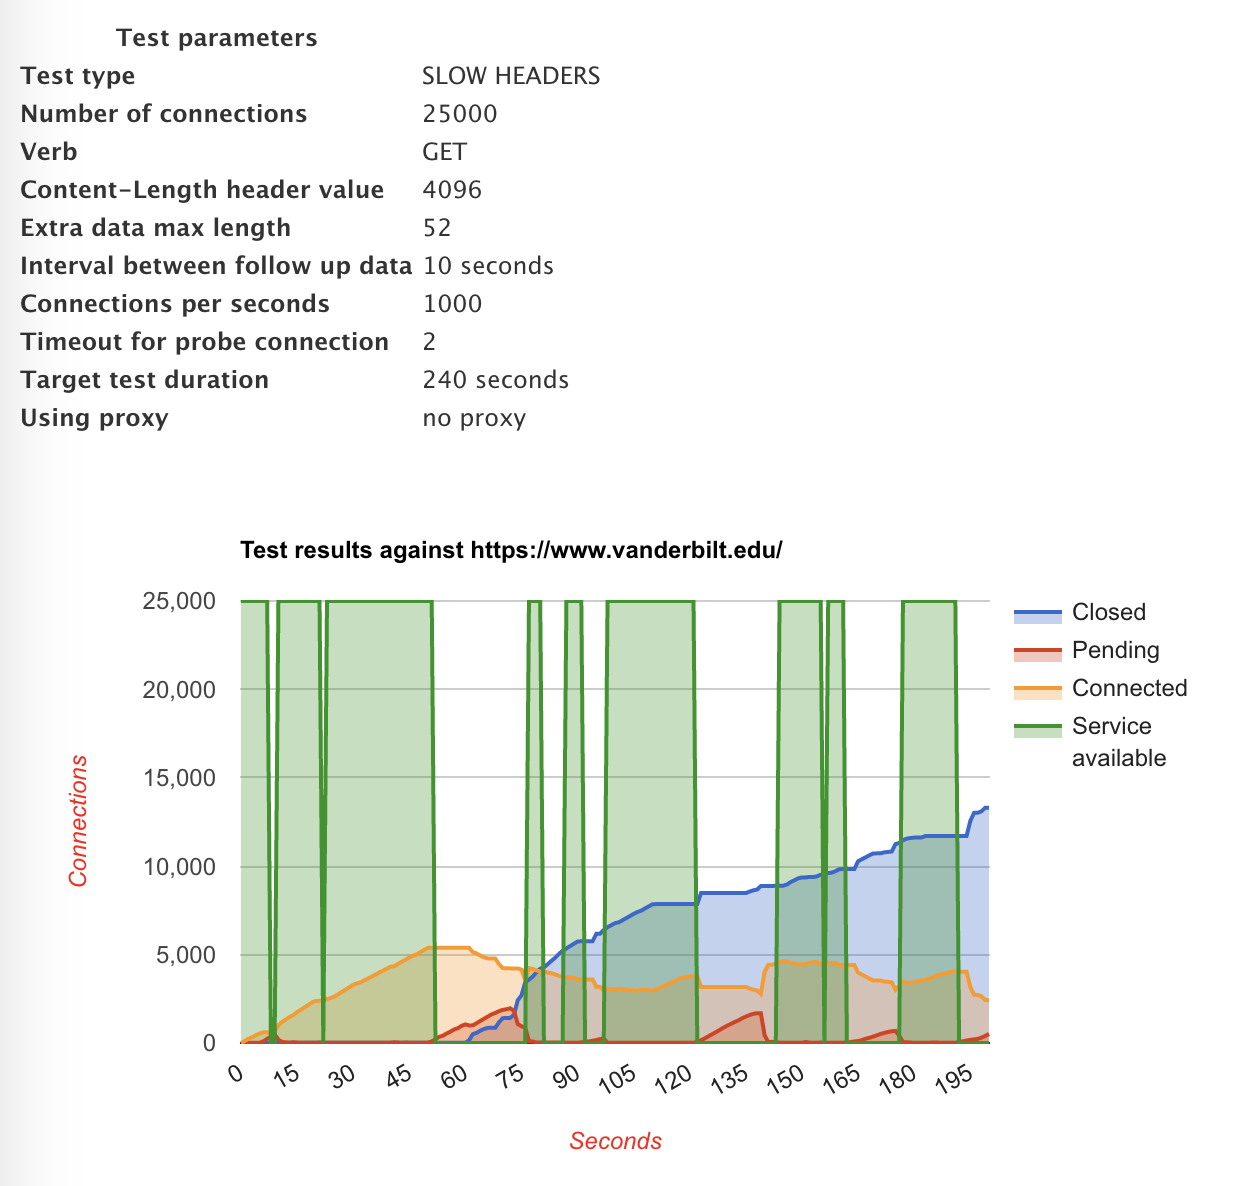 Test parameters
Test type SLOW HEADERS
Number of connections 25000
Verb GET
Content-Length header value 4096
Extra data max length 52
Interval between follow up data 10 seconds
Connections per seconds 1000
Timeout for probe connection 2
Target test duration 240 seconds
Using proxy no proxy
Test results against https://www.vanderbilt.edu/
25,000
20,000
15,000
10,000
5,000
0
Connections
0 15 30 45 60 75 90 105 120 135 150 165 180 195
Seconds
Closed
Pending
Connected
Service
available